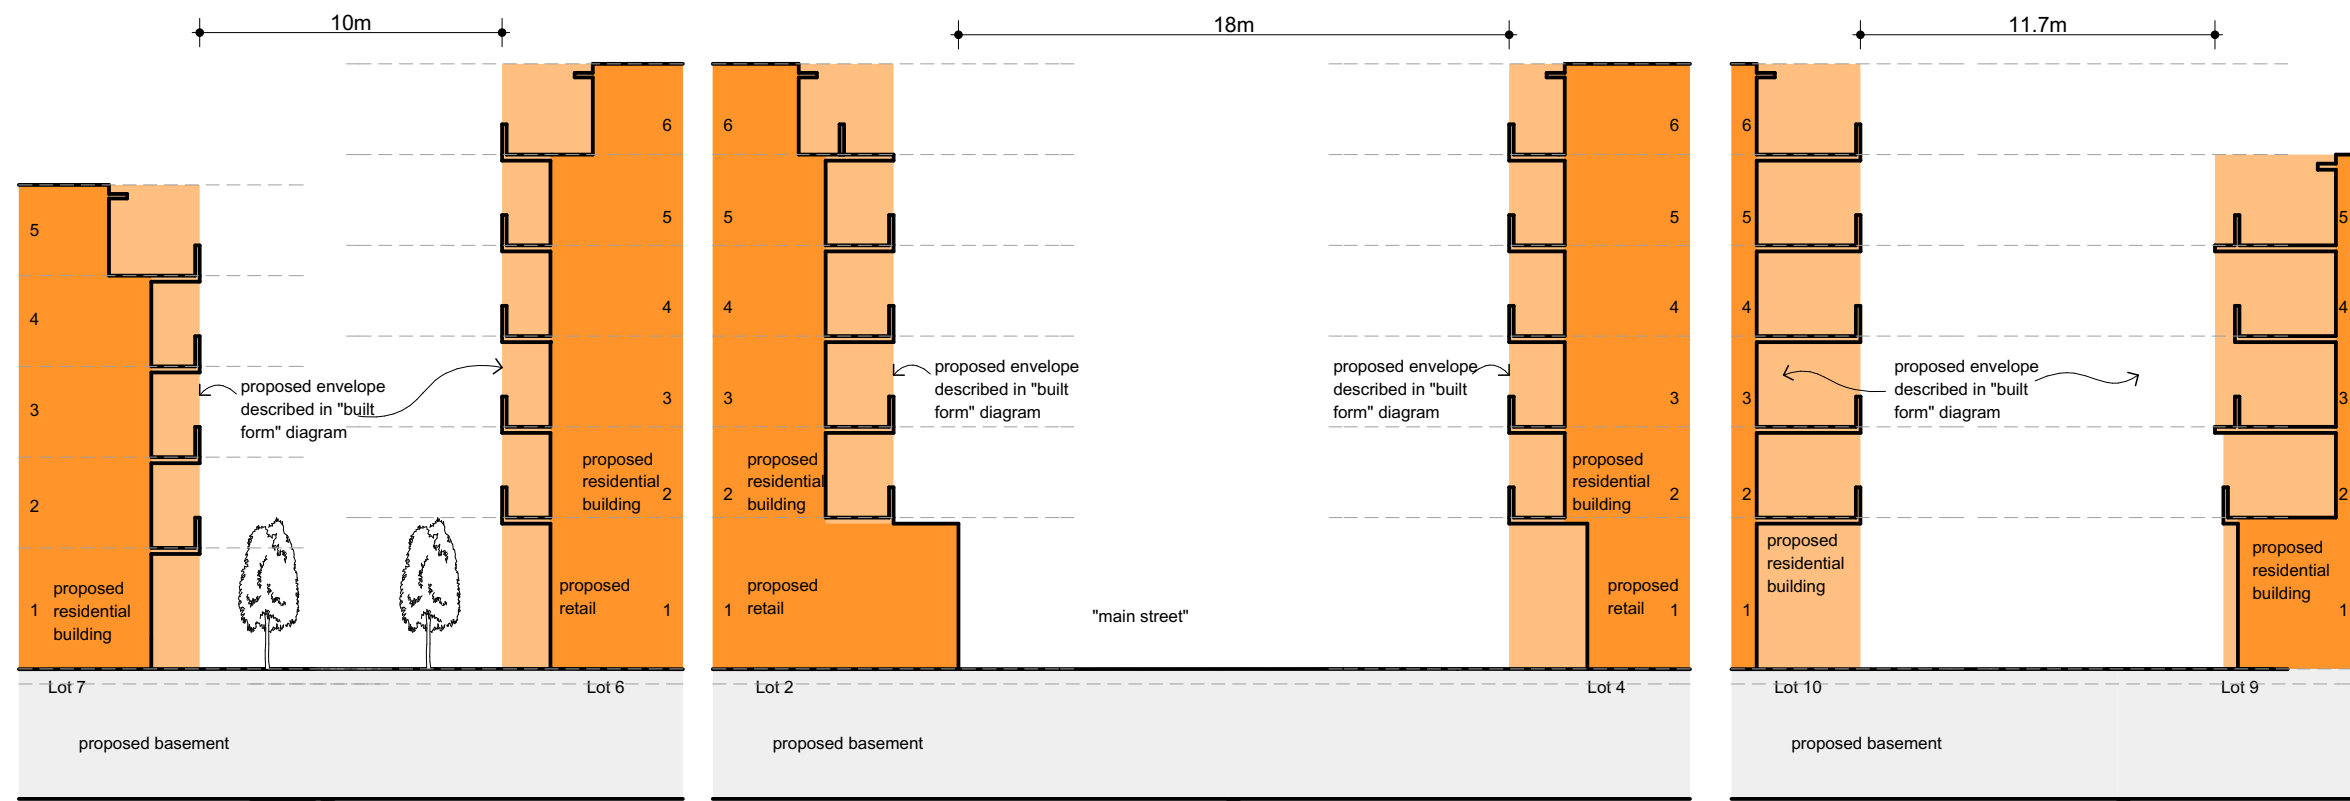 10m
18m
11.7m
5
4
3
2
1
proposed envelope
described in "built
form" diagram
proposed
residential
building
6
5
4
3
2
1
proposed
residential
building
proposed
retail
Lot 7
Lot 6
proposed basement
6
5
4
3
2
1
proposed envelope
described in "built
form" diagram
proposed
residential
building
proposed
retail
"main street"
proposed envelope
described in "built
form" diagram
6
5
4
3
2
1
proposed
residential
building
proposed
retail
Lot 2
Lot 4
proposed basement
6
5
4
3
2
1
proposed envelope
described in "built
form" diagram
proposed
residential
building
5
4
3
2
1
proposed
residential
building
Lot 10
Lot 9
proposed basement